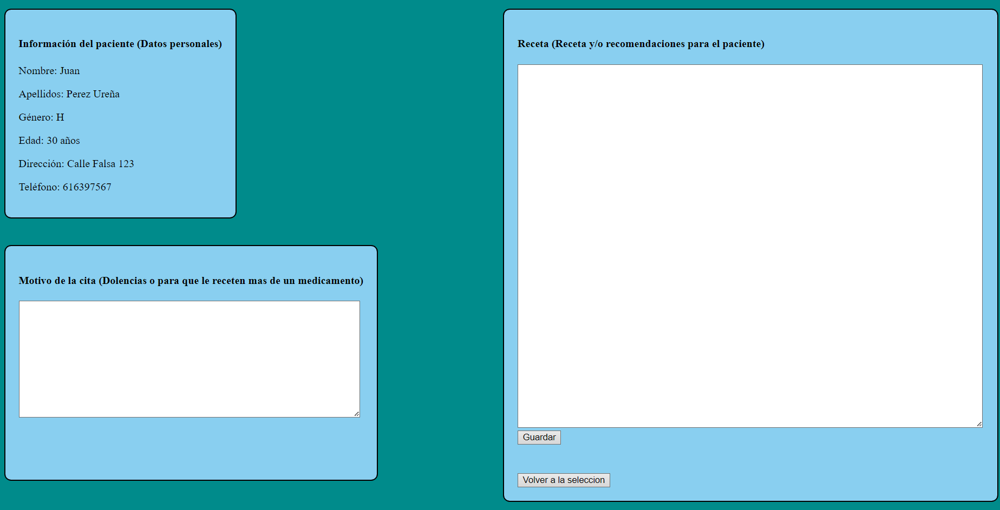 Información del paciente (Datos personales)
Nombre: Juan
Apellidos: Perez Ureña
Género: H
Edad: 30 años
Dirección: Calle Falsa 123
Teléfono: 616397567
Motivo de la cita (Dolencias o para que le receten mas de un medicamento)
Receta (Receta y/o recomendaciones para el paciente)
Guardar
Volver a la seleccion